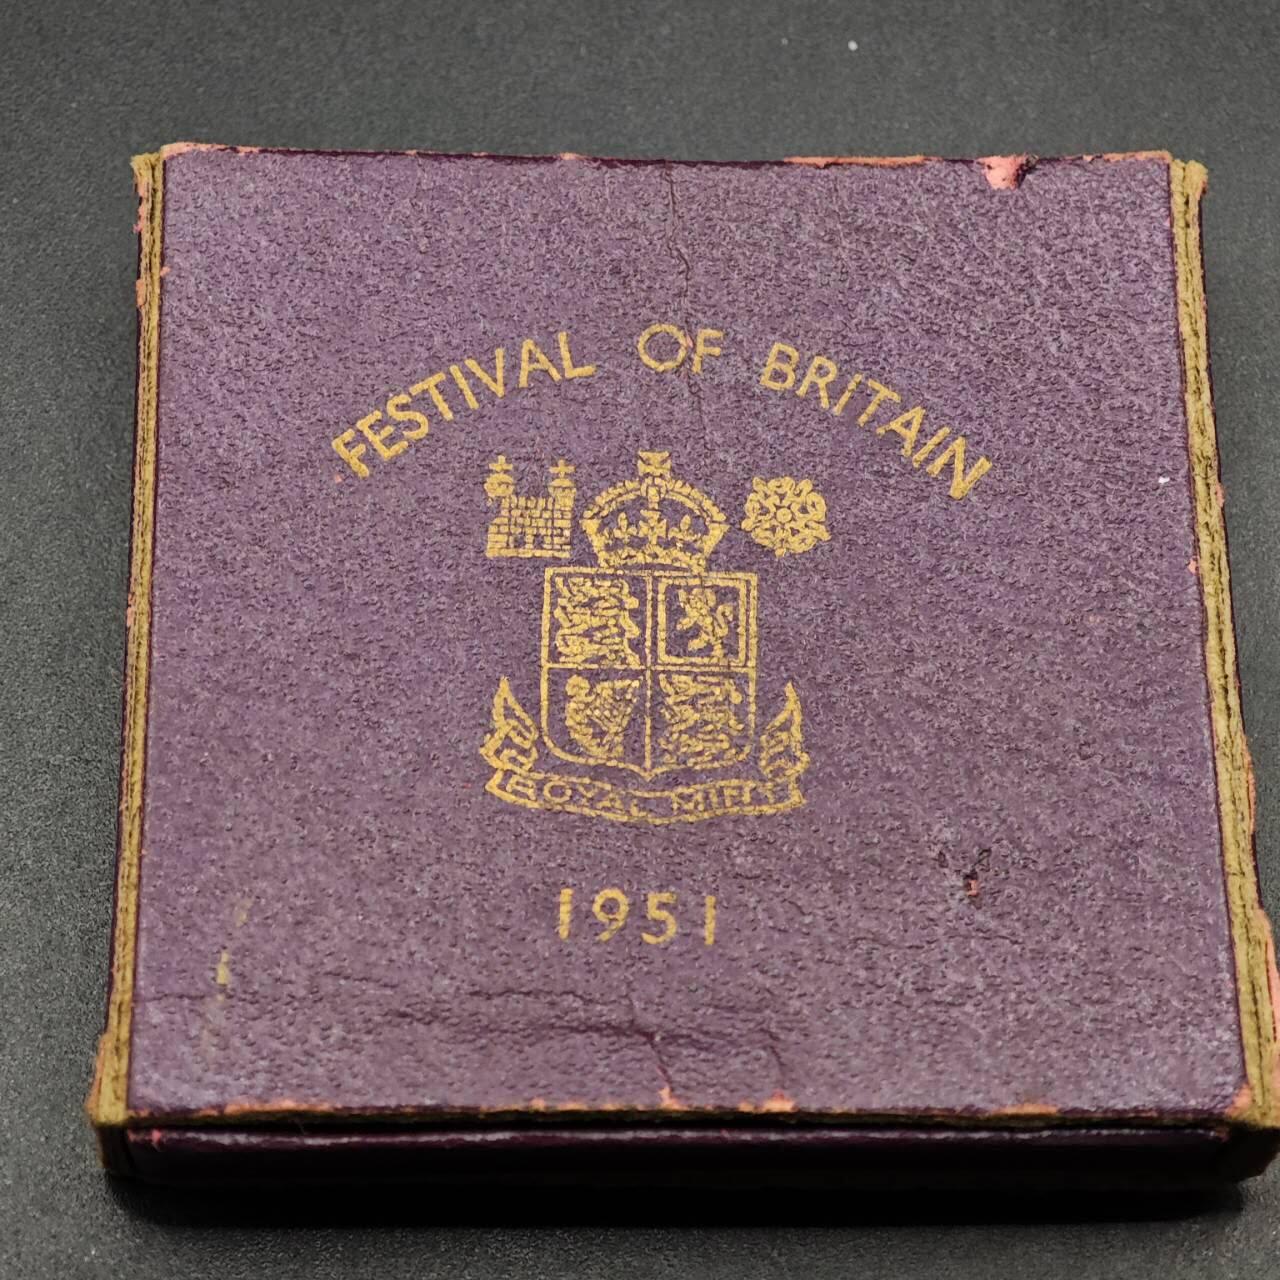 FESTIVAL OF BRITAIN
ROYAL MINT
1951